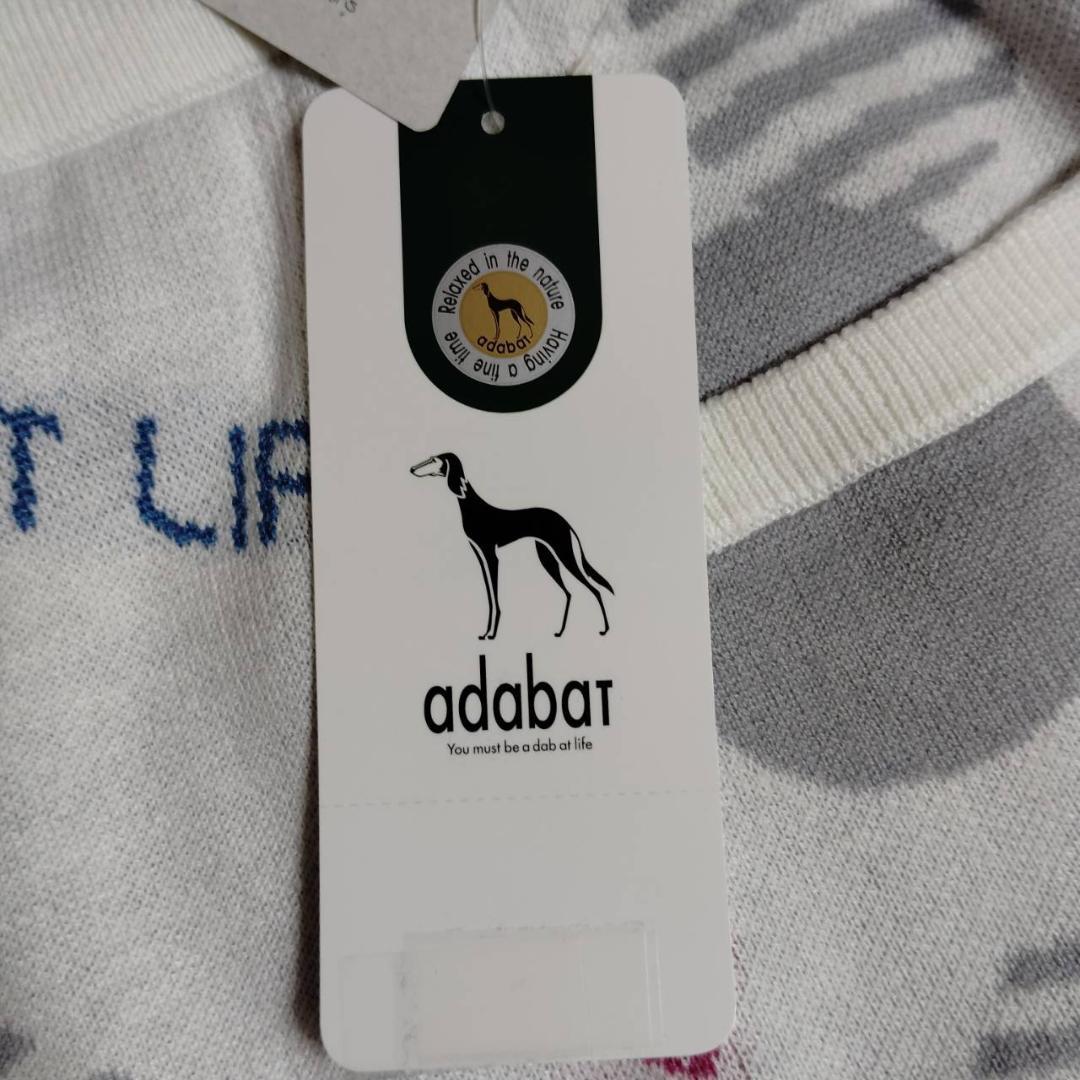 Relaxed in the nature
Having a fine time
adabat
T LIF
adabat
You must be a dab at life